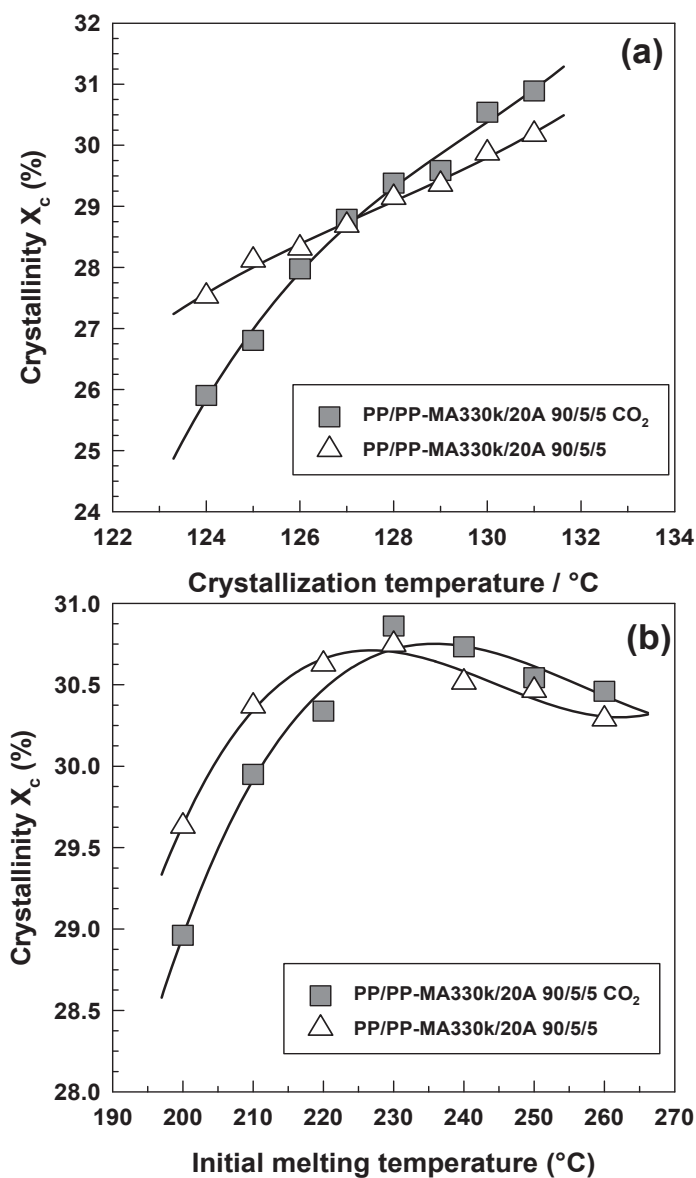 32
(a)
31
30
29
28
27
26
25
24
Crystallinity Xc (%)
PP/PP-MA330k/20A 90/5/5 CO2
PP/PP-MA330k/20A 90/5/5
122 124 126 128 130 132 134
Crystallization temperature / °C
31.0
(b)
30.5
30.0
29.5
29.0
28.5
28.0
Crystallinity Xc (%)
PP/PP-MA330k/20A 90/5/5 CO2
PP/PP-MA330k/20A 90/5/5
190 200 210 220 230 240 250 260 270
Initial melting temperature (°C)